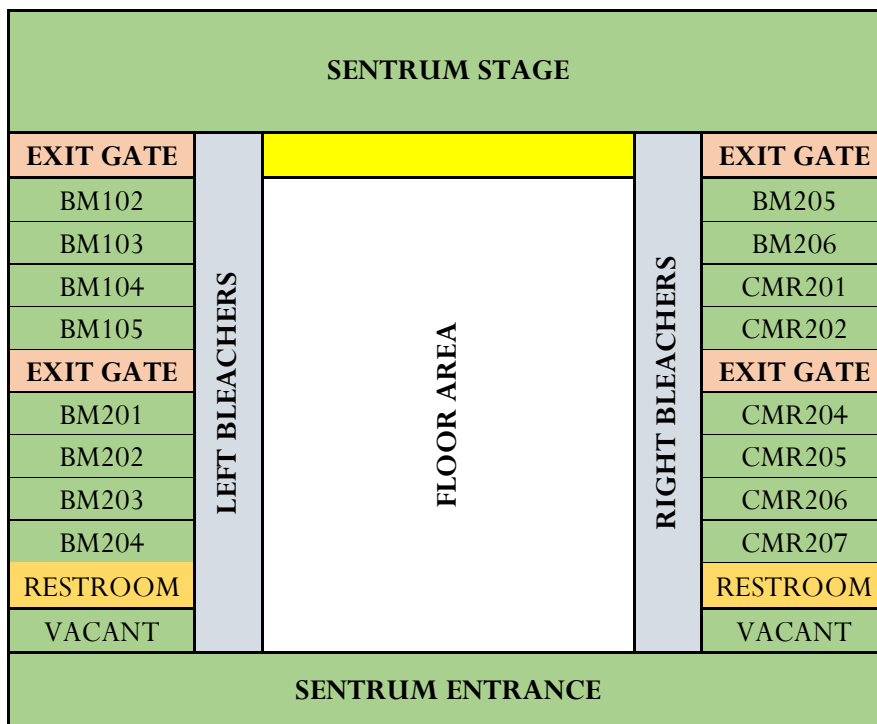 SENTRUM STAGE
EXIT GATE
EXIT GATE
BM102
BM205
BM103
BM206
BM104
CMR201
BM105
CMR202
EXIT GATE
EXIT GATE
LEFT BLEACHERS
FLOOR AREA
RIGHT BLEACHERS
BM201
CMR204
BM202
CMR205
BM203
CMR206
BM204
CMR207
RESTROOM
RESTROOM
VACANT
VACANT
SENTRUM ENTRANCE